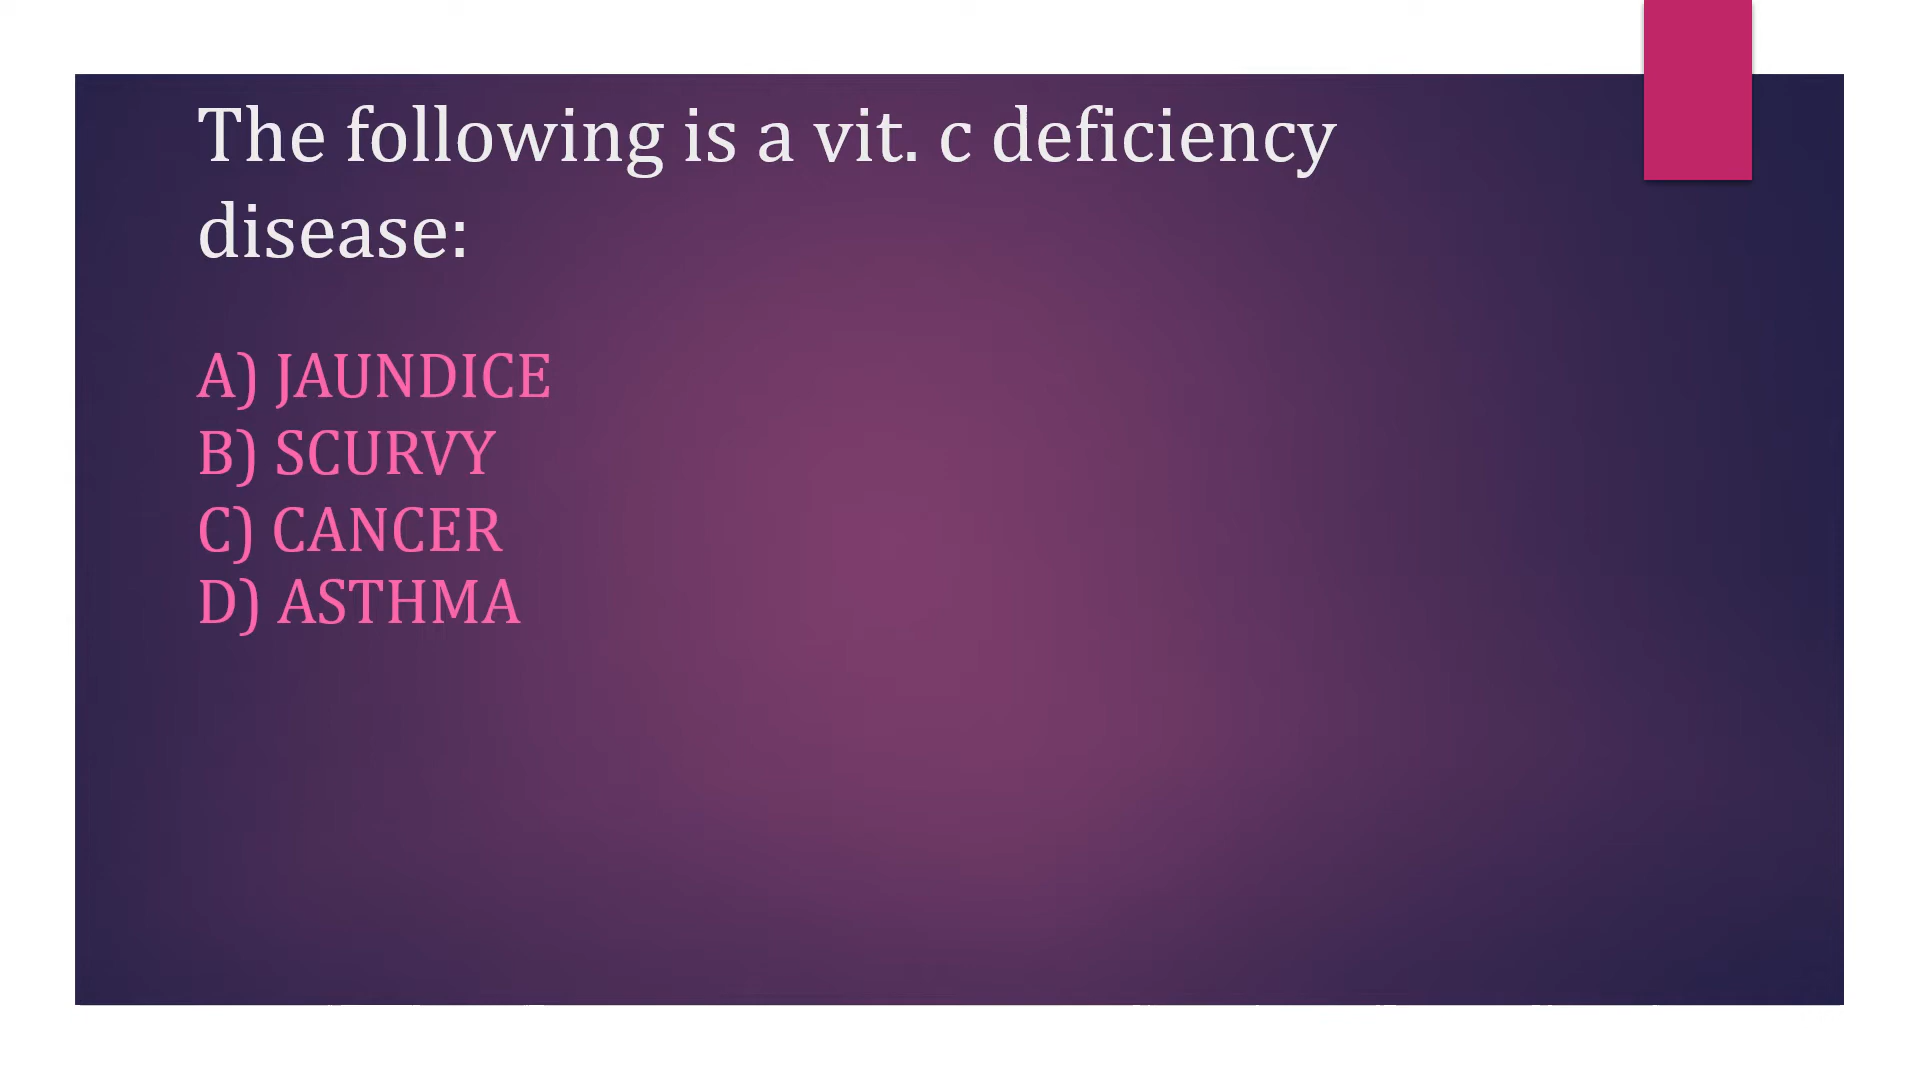 The following is a vit. c deficiency
disease:
A) JAUNDICE
B) SCURVY
C) CANCER
D) ASTHMA